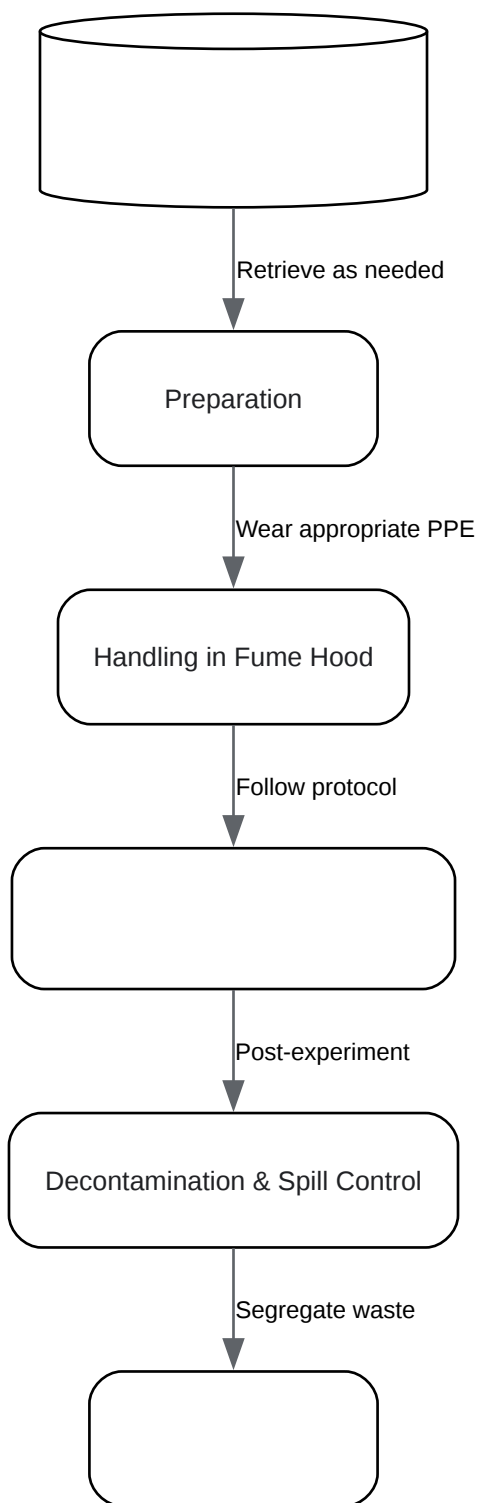 Retrieve as needed
Preparation
Wear appropriate PPE
Handling in Fume Hood
Follow protocol
Post-experiment
Decontamination & Spill Control
Segregate waste